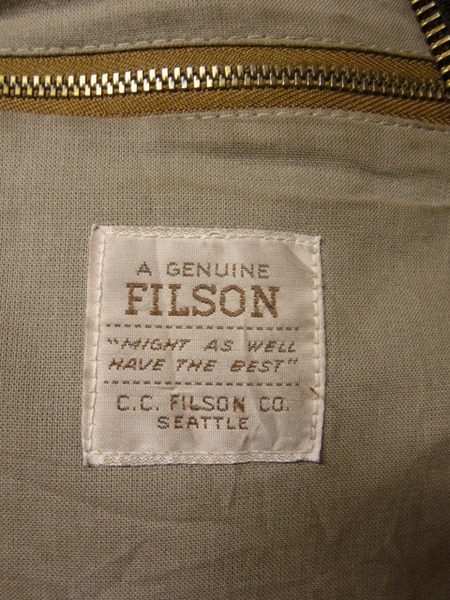 A GENUINE
FILSON
"MIGHT AS WELL
HAVE THE BEST"
C.C. FILSON CO.
SEATTLE